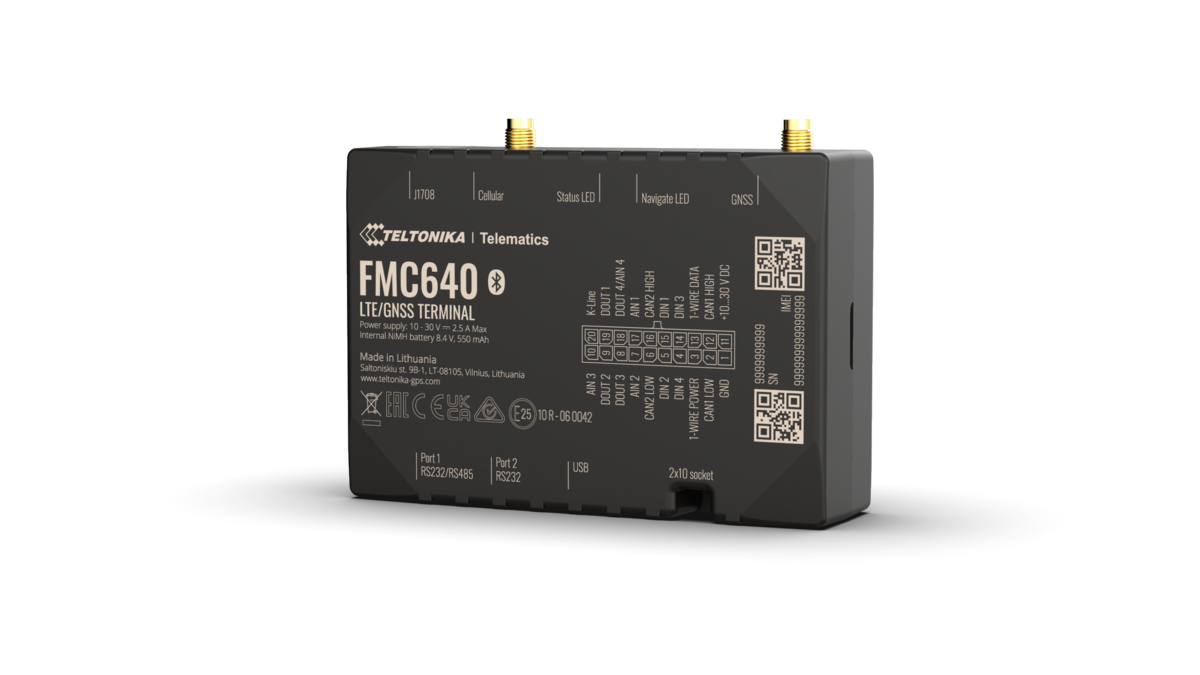 J1708
Cellular
Status LED
Navigate LED
GNSS
TELTONIKA | Telematics
FMC640
LTE/GNSS TERMINAL
Power supply: 10 - 30 V ⎓ 2.5 A Max
Internal NiMH battery 8.4 V, 550 mAh
Made in Lithuania
Saltoniskiu st. 9B-1, LT-08105, Vilnius, Lithuania
www.teltonika-gps.com
EAC CE UK CA E25 10 R - 06 0042
K-Line
DOUT 1
DOUT 4/AIN 4
AIN 1
CAN2 HIGH
DIN 1
DIN 3
1-WIRE DATA
CAN1 HIGH
+10...30 V DC
20 19 18 17 16 15 14 13 12 11
10 9 8 7 6 5 4 3 2 1
AIN 3
DOUT 2
DOUT 3
AIN 2
CAN2 LOW
DIN 2
DIN 4
1-WIRE POWER
CAN1 LOW
GND
IMEI
999999999999999
9999999999
SN
Port 1
RS232/RS485
Port 2
RS232
USB
2x10 socket